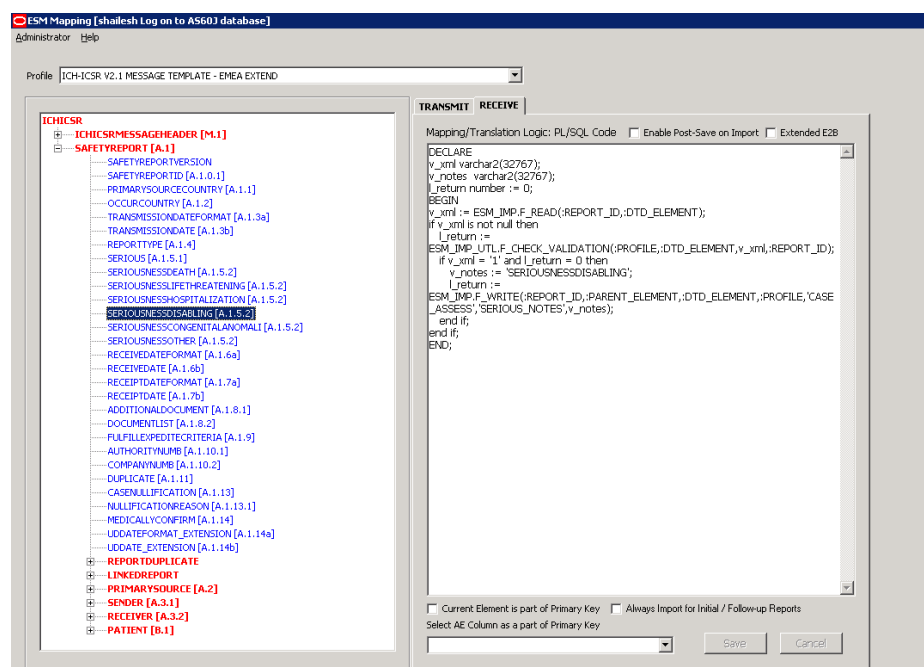 ESM Mapping [shailesh Log on to AS60J database]
Administrator Help
Profile ICH-ICSR V2.1 MESSAGE TEMPLATE - EMEA EXTEND
ICHICSR
ICHICSRMESSAGEHEADER [M.1]
SAFETYREPORT [A.1]
SAFETYREPORTVERSION
SAFETYREPORTID [A.1.0.1]
PRIMARYSOURCECOUNTRY [A.1.1]
OCCURCOUNTRY [A.1.2]
TRANSMISSIONDATEFORMAT [A.1.3a]
TRANSMISSIONDATE [A.1.3b]
REPORTTYPE [A.1.4]
SERIOUS [A.1.5.1]
SERIOUSNESSDEATH [A.1.5.2]
SERIOUSNESSLIFETHREATENING [A.1.5.2]
SERIOUSNESSHOSPITALIZATION [A.1.5.2]
SERIOUSNESSDISABLING [A.1.5.2]
SERIOUSNESSCONGENITALANOMALI [A.1.5.2]
SERIOUSNESSOTHER [A.1.5.2]
RECEIVEDATEFORMAT [A.1.6a]
RECEIVEDATE [A.1.6b]
RECEIPTDATEFORMAT [A.1.7a]
RECEIPTDATE [A.1.7b]
ADDITIONALDOCUMENT [A.1.8.1]
DOCUMENTLIST [A.1.8.2]
FULFILLEXPEDITECRITERIA [A.1.9]
AUTHORITYNUMB [A.1.10.1]
COMPANYNUMB [A.1.10.2]
DUPLICATE [A.1.11]
CASENULLIFICATION [A.1.13]
NULLIFICATIONREASON [A.1.13.1]
MEDICALLYCONFIRM [A.1.14]
UDDATEFORMAT_EXTENSION [A.1.14a]
UDDATE_EXTENSION [A.1.14b]
REPORTDUPLICATE
LINKEDREPORT
PRIMARYSOURCE [A.2]
SENDER [A.3.1]
RECEIVER [A.3.2]
PATIENT [B.1]
TRANSMIT RECEIVE
Mapping/Translation Logic: PL/SQL Code Enable Post-Save on Import Extended E2B
DECLARE
v_xml varchar2(32767);
v_notes varchar2(32767);
l_return number := 0;
BEGIN
v_xml := ESM_IMP.F_READ(:REPORT_ID,:DTD_ELEMENT);
if v_xml is not null then
l_return :=
ESM_IMP_UTL.F_CHECK_VALIDATION(:PROFILE,:DTD_ELEMENT,v_xml,:REPORT_ID);
if v_xml = '1' and l_return = 0 then
v_notes := 'SERIOUSNESSDISABLING';
l_return :=
ESM_IMP.F_WRITE(:REPORT_ID,:PARENT_ELEMENT,:DTD_ELEMENT,:PROFILE,'CASE
_ASSESS','SERIOUS_NOTES',v_notes);
end if;
end if;
END;
Current Element is part of Primary Key Always Import for Initial / Follow-up Reports
Select AE Column as a part of Primary Key
Save Cancel